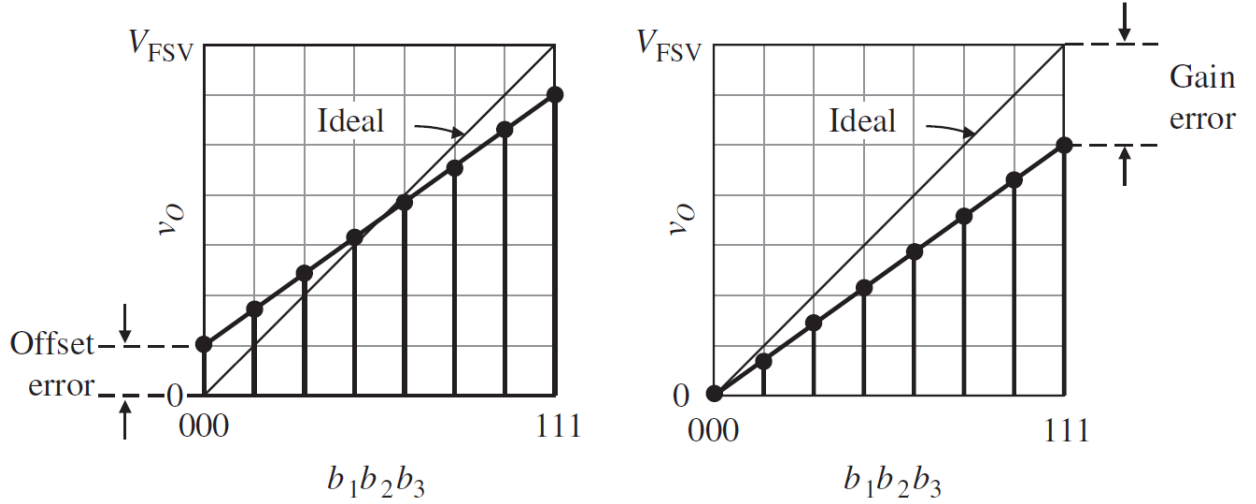 V_FSV
Ideal
v_O
Offset
error
0
000
111
b_1b_2b_3
V_FSV
Ideal
Gain
error
v_O
0
000
111
b_1b_2b_3